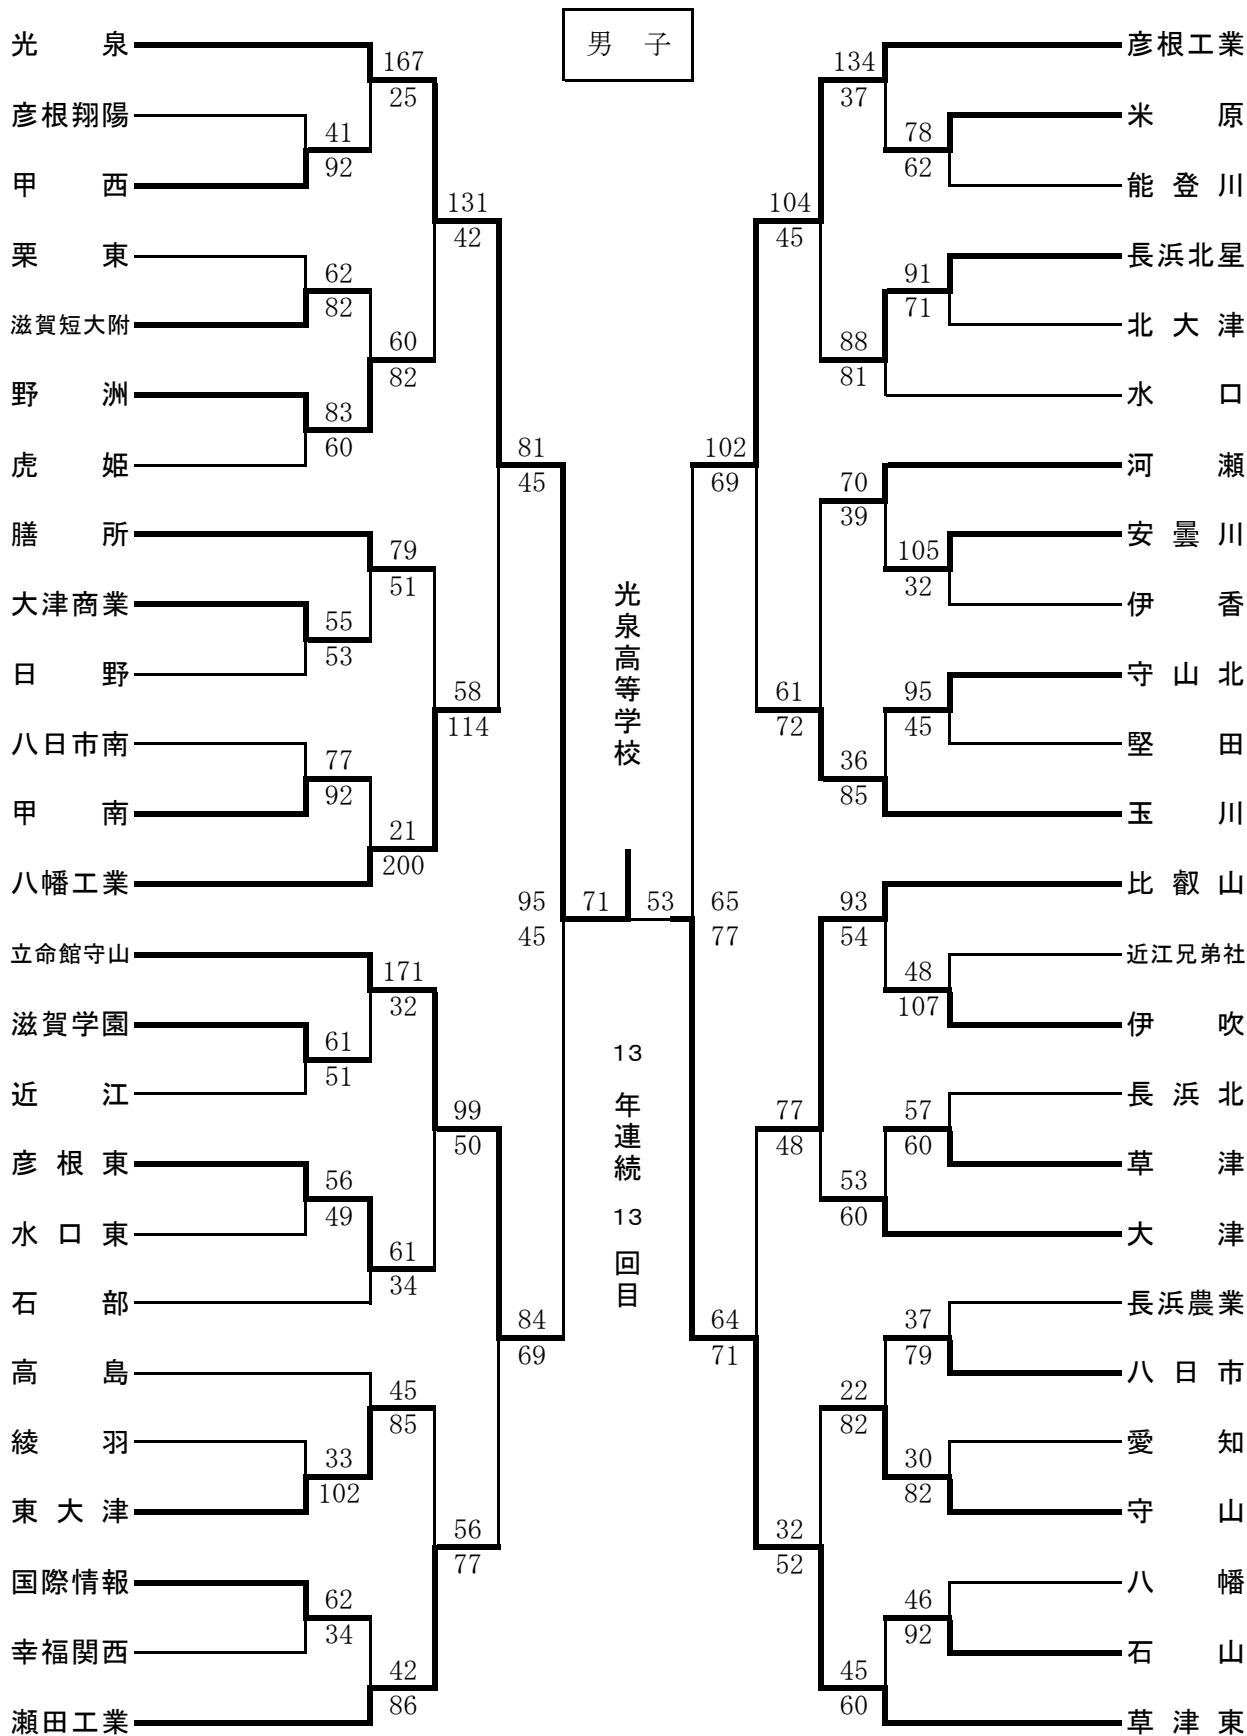 男 子
光 泉
彦根翔陽
甲 西
栗 東
滋賀短大附
野 洲
虎 姫
膳 所
大津商業
日 野
八日市南
甲 南
八幡工業
立命館守山
滋賀学園
近 江
彦根東
水口東
石 部
高 島
綾 羽
東大津
国際情報
幸福関西
瀬田工業
41
92
62
82
83
60
55
53
77
92
61
51
56
49
33
102
62
34
167
25
60
82
79
51
21
200
171
32
61
34
45
85
42
86
131
42
58
114
99
50
56
77
81
45
84
69
95
45
71
53
光泉高等学校
13年連続13回目
65
77
102
69
64
71
104
45
61
72
77
48
32
52
134
37
88
81
70
39
36
85
93
54
53
60
22
82
45
60
78
62
91
71
105
32
95
45
48
107
57
60
37
79
30
82
46
92
彦根工業
米 原
能登川
長浜北星
北大津
水 口
河 瀬
安曇川
伊 香
守山北
堅 田
玉 川
比叡山
近江兄弟社
伊 吹
長浜北
草 津
大 津
長浜農業
八日市
愛 知
守 山
八 幡
石 山
草津東